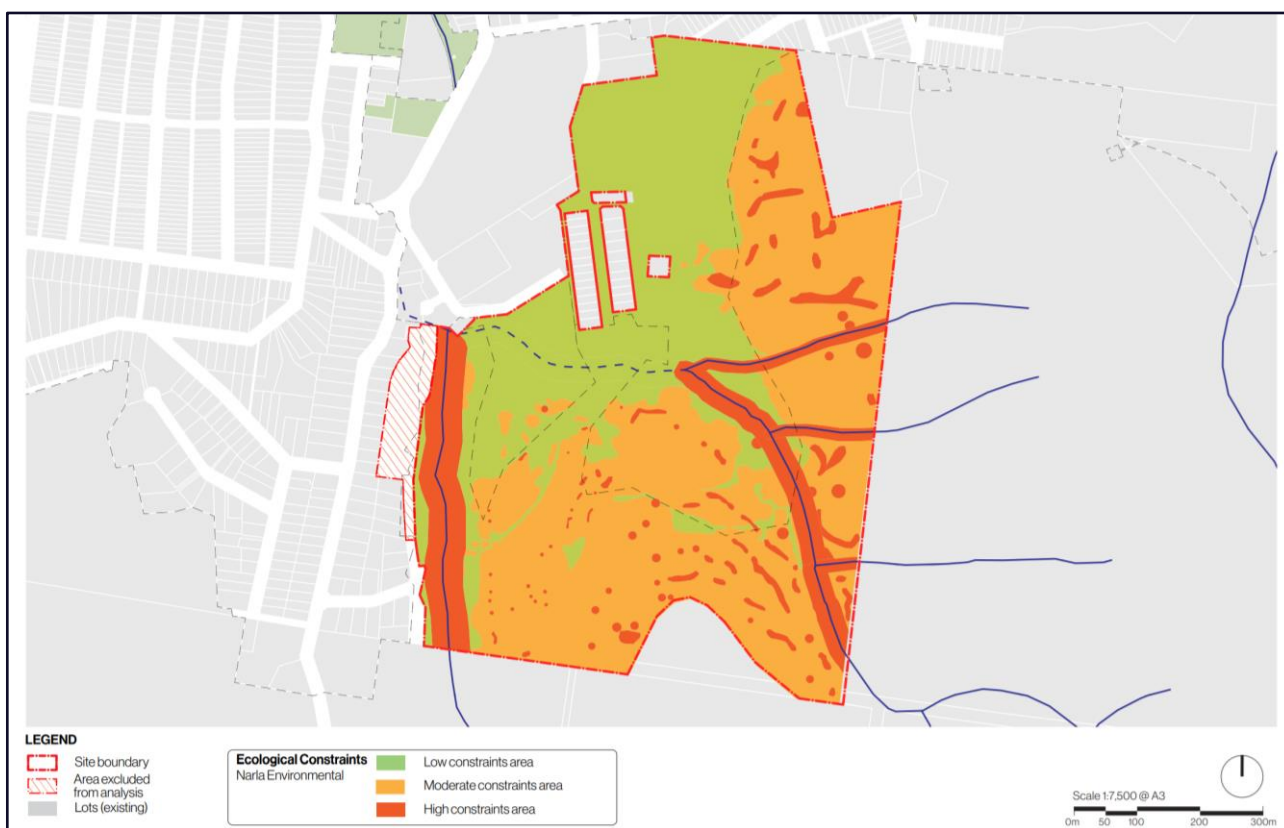 LEGEND
Site boundary
Area excluded
from analysis
Lots (existing)
Ecological Constraints
Narla Environmental
Low constraints area
Moderate constraints area
High constraints area
Scale 1:7,500 @ A3
0m 50 100 200 300m